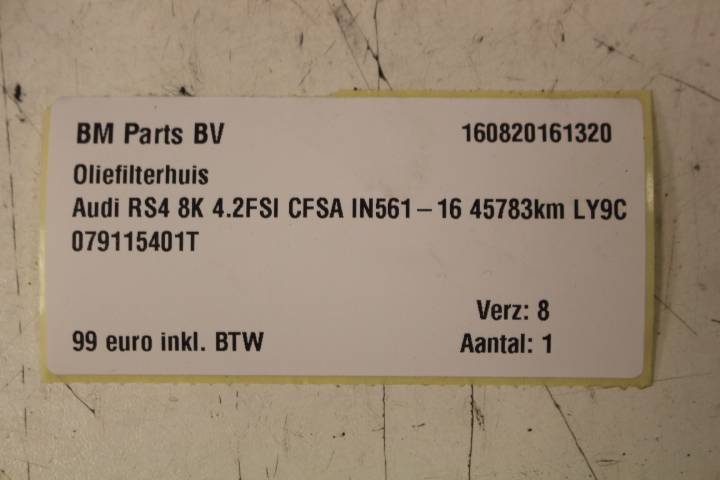 BM Parts BV 160820161320
Oliefilterhuis
Audi RS4 8K 4.2FSI CFSA IN561-16 45783km LY9C
079115401T
Verz: 8
99 euro inkl. BTW Aantal: 1